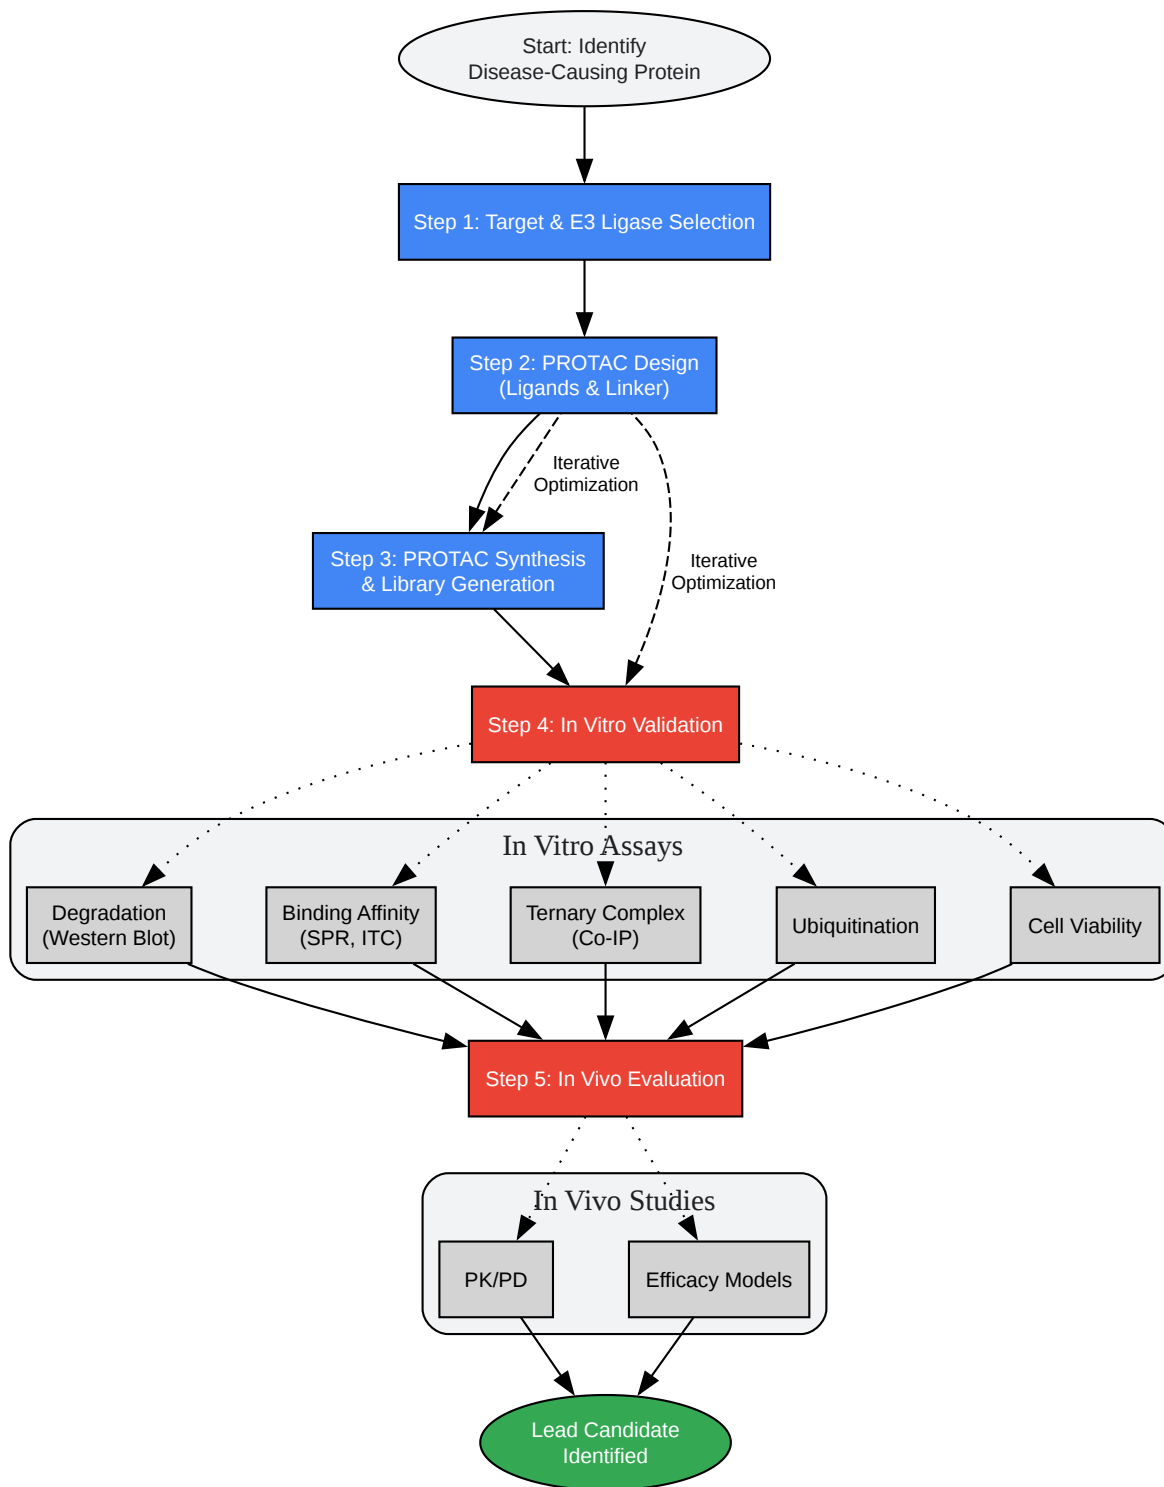 Start: Identify
Disease-Causing Protein
Step 1: Target & E3 Ligase Selection
Step 2: PROTAC Design
(Ligands & Linker)
Iterative
Optimization
Step 3: PROTAC Synthesis
& Library Generation
Iterative
Optimization
Step 4: In Vitro Validation
In Vitro Assays
Degradation
(Western Blot)
Binding Affinity
(SPR, ITC)
Ternary Complex
(Co-IP)
Ubiquitination
Cell Viability
Step 5: In Vivo Evaluation
In Vivo Studies
PK/PD
Efficacy Models
Lead Candidate
Identified